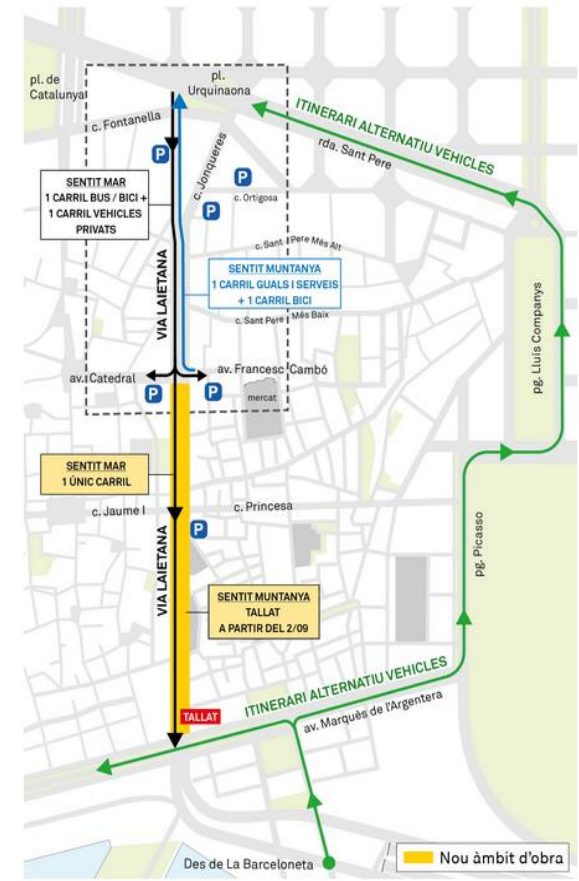 pl. de
Catalunya
pl.
Urquinaona
c. Fontanella
ITINERARI ALTERNATIU VEHICLES
rda. Sant Pere
P
c. Jonqueres
P
P
c. Ortigosa
SENTIT MAR
1 CARRIL BUS / BICI +
1 CARRIL VEHICLES
PRIVATS
c. Sant Pere Més Alt
VIA LAIETANA
SENTIT MUNTANYA
1 CARRIL GUALS I SERVEIS
+ 1 CARRIL BICI
c. Sant Pere Més Baix
pg. Lluís Companys
av. Catedral
av. Francesc Cambó
P
P
mercat
SENTIT MAR
1 ÚNIC CARRIL
c. Jaume I
c. Princesa
P
pg. Picasso
VIA LAIETANA
SENTIT MUNTANYA
TALLAT
A PARTIR DEL 2/09
ITINERARI ALTERNATIU VEHICLES
TALLAT
av. Marquès de l'Argentera
Des de La Barceloneta
Nou àmbit d'obra